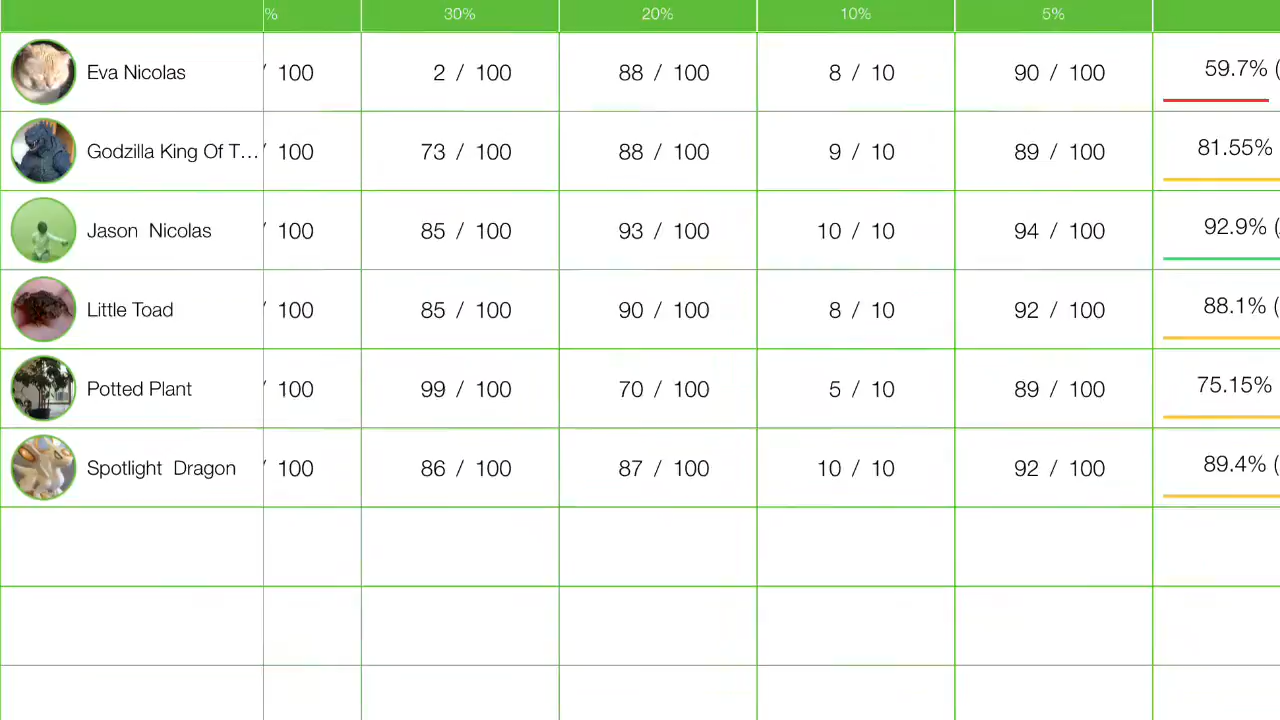 % 30% 20% 10% 5%
Eva Nicolas / 100 2 / 100 88 / 100 8 / 10 90 / 100 59.7% (
Godzilla King Of T... / 100 73 / 100 88 / 100 9 / 10 89 / 100 81.55%
Jason Nicolas / 100 85 / 100 93 / 100 10 / 10 94 / 100 92.9% (
Little Toad / 100 85 / 100 90 / 100 8 / 10 92 / 100 88.1% (
Potted Plant / 100 99 / 100 70 / 100 5 / 10 89 / 100 75.15%
Spotlight Dragon / 100 86 / 100 87 / 100 10 / 10 92 / 100 89.4% (